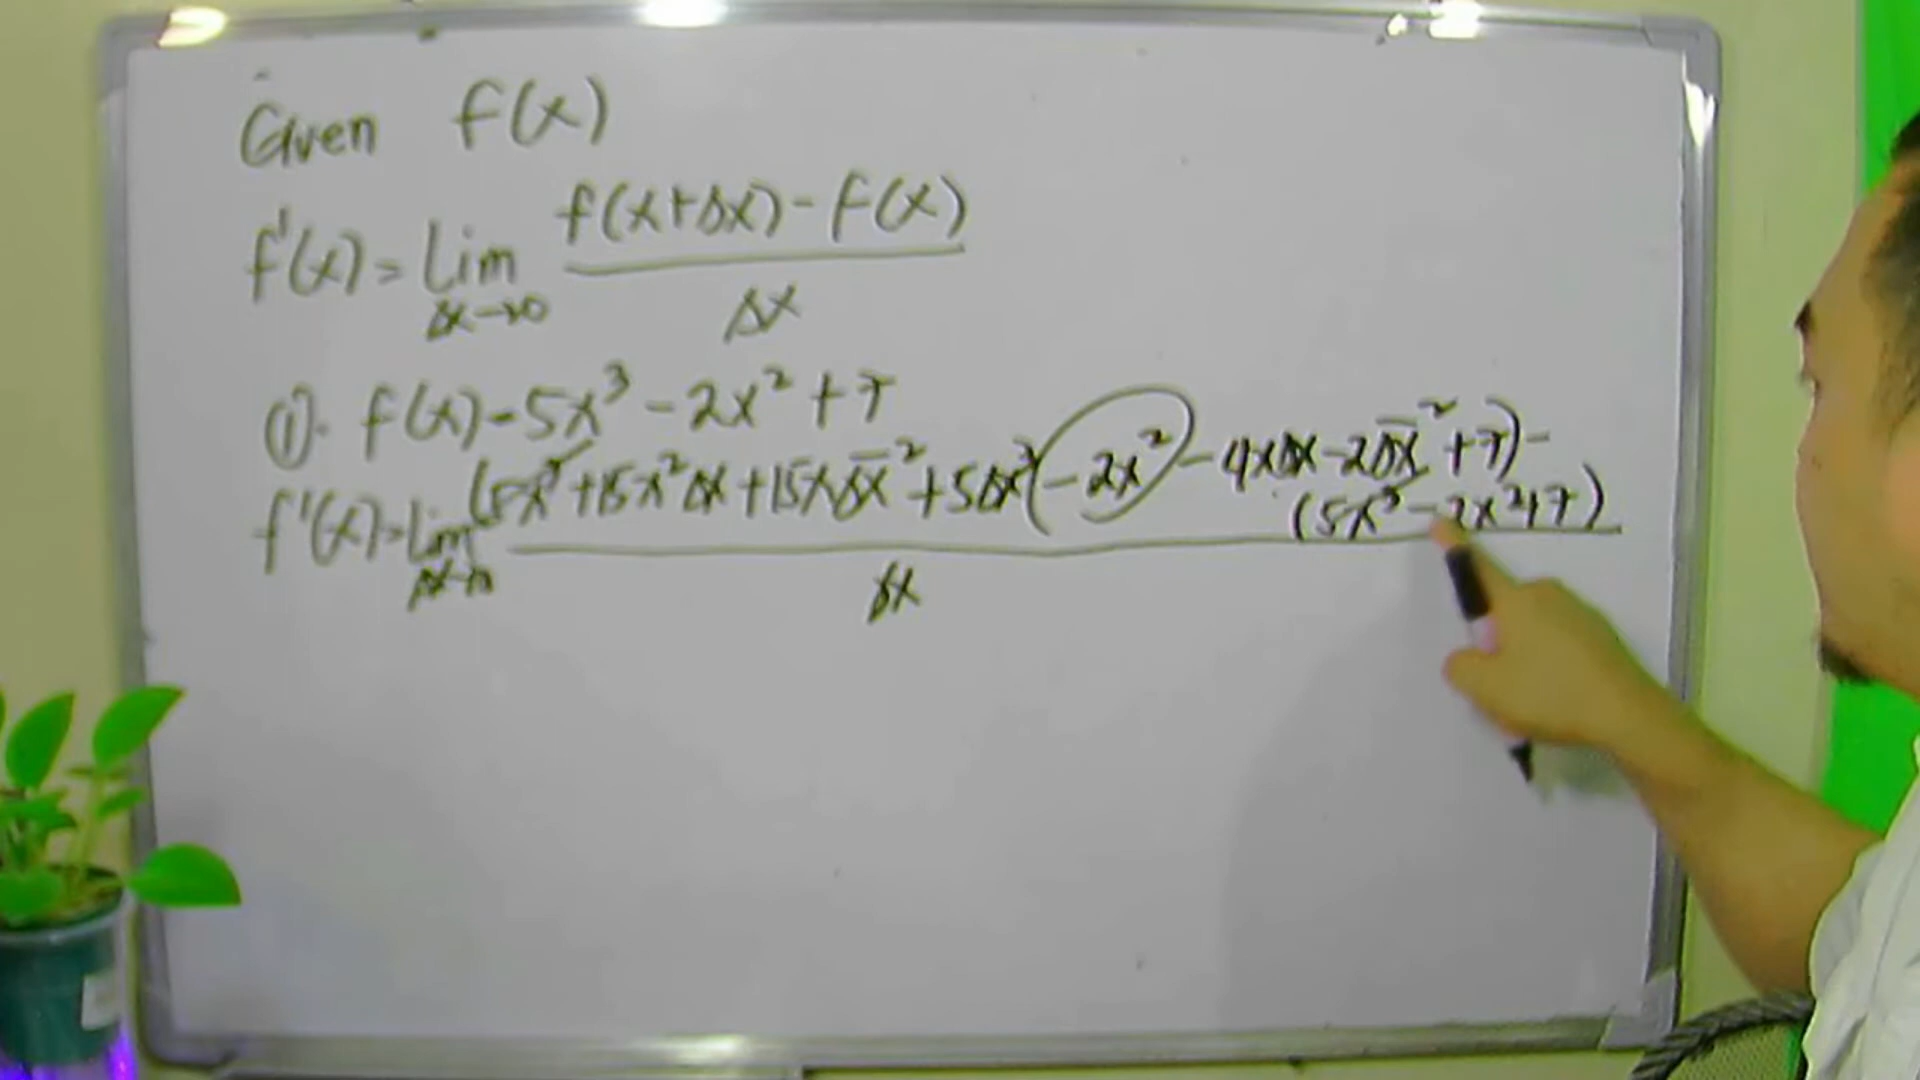 Given f(x)
f'(x) = Lim Δx→0 f(x+Δx) - f(x) / Δx
①. f(x) = 5x³ - 2x² + 7
f'(x) = Lim Δx→0 (5x³ + 15x²Δx + 15xΔx² + 5Δx³ - 2x² - 4xΔx - 2Δx² + 7) -
(5x³ - 2x² + 7)
Δx